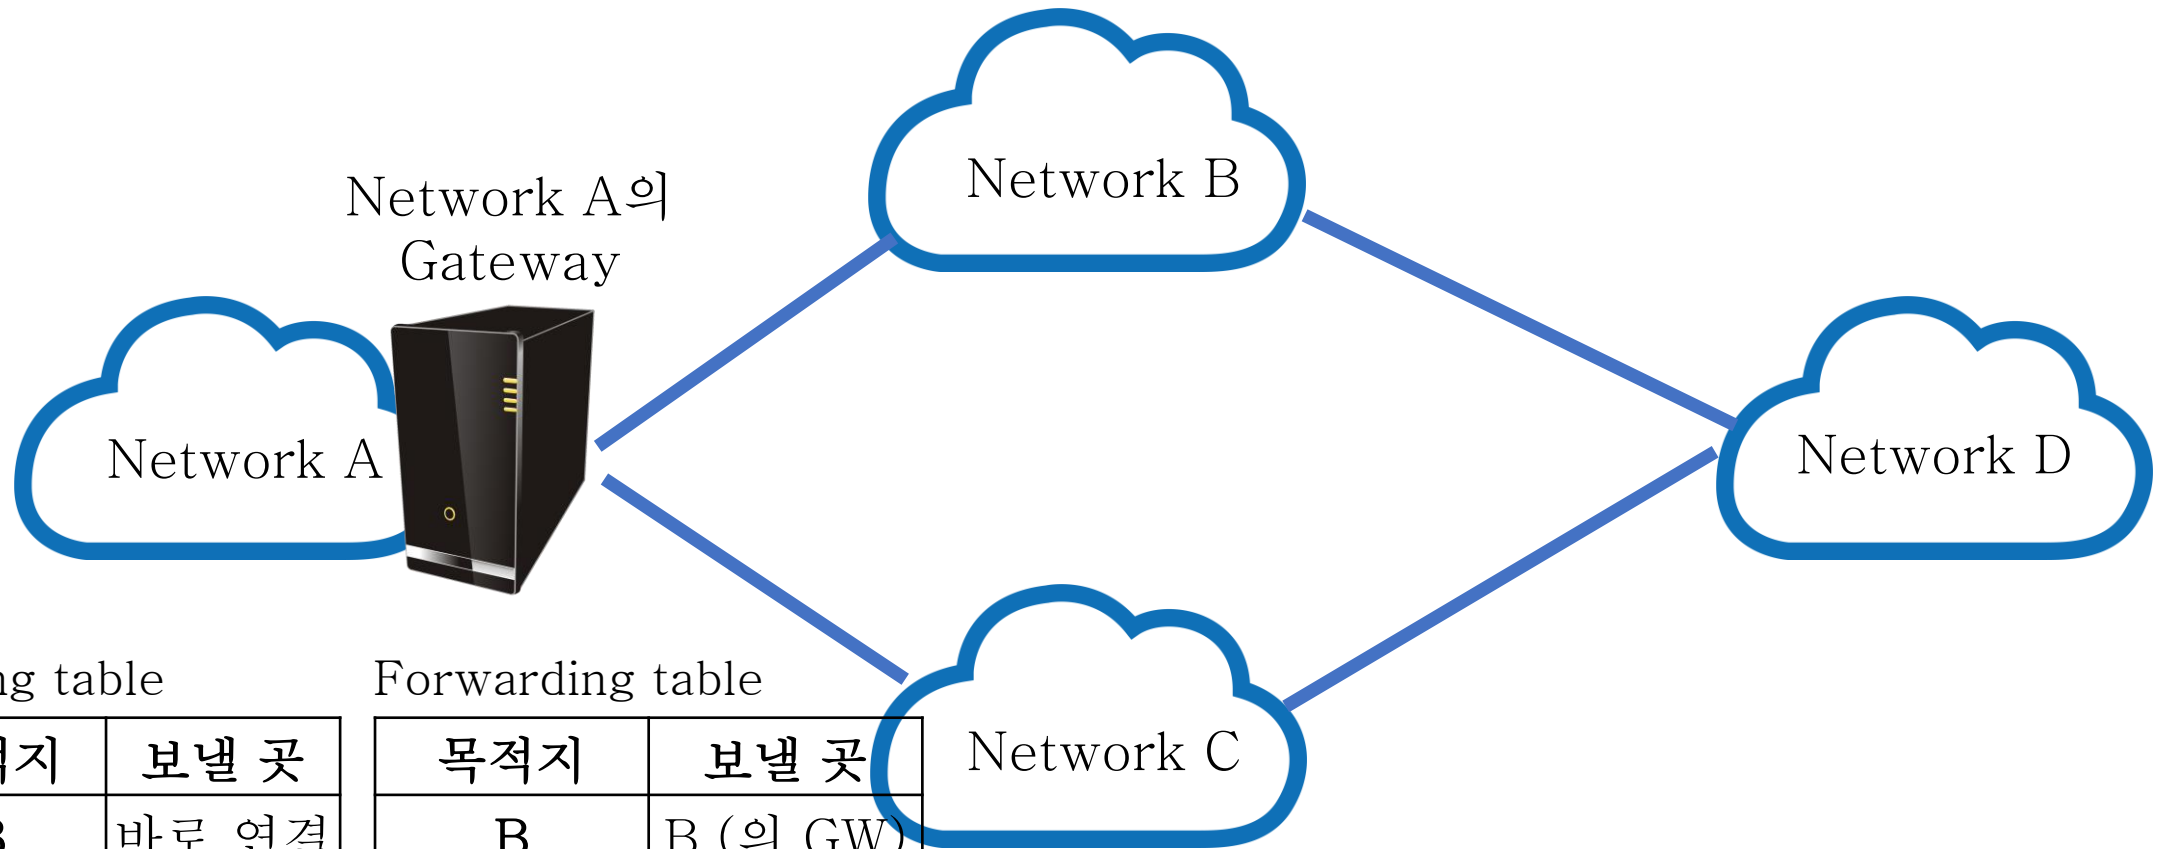 Network B
Network A의
Gateway
Network A
Network D
Network C
table
Forwarding table
보낼 곳
목적지
보낼 곳
바로 연결
B
B (의 GW)